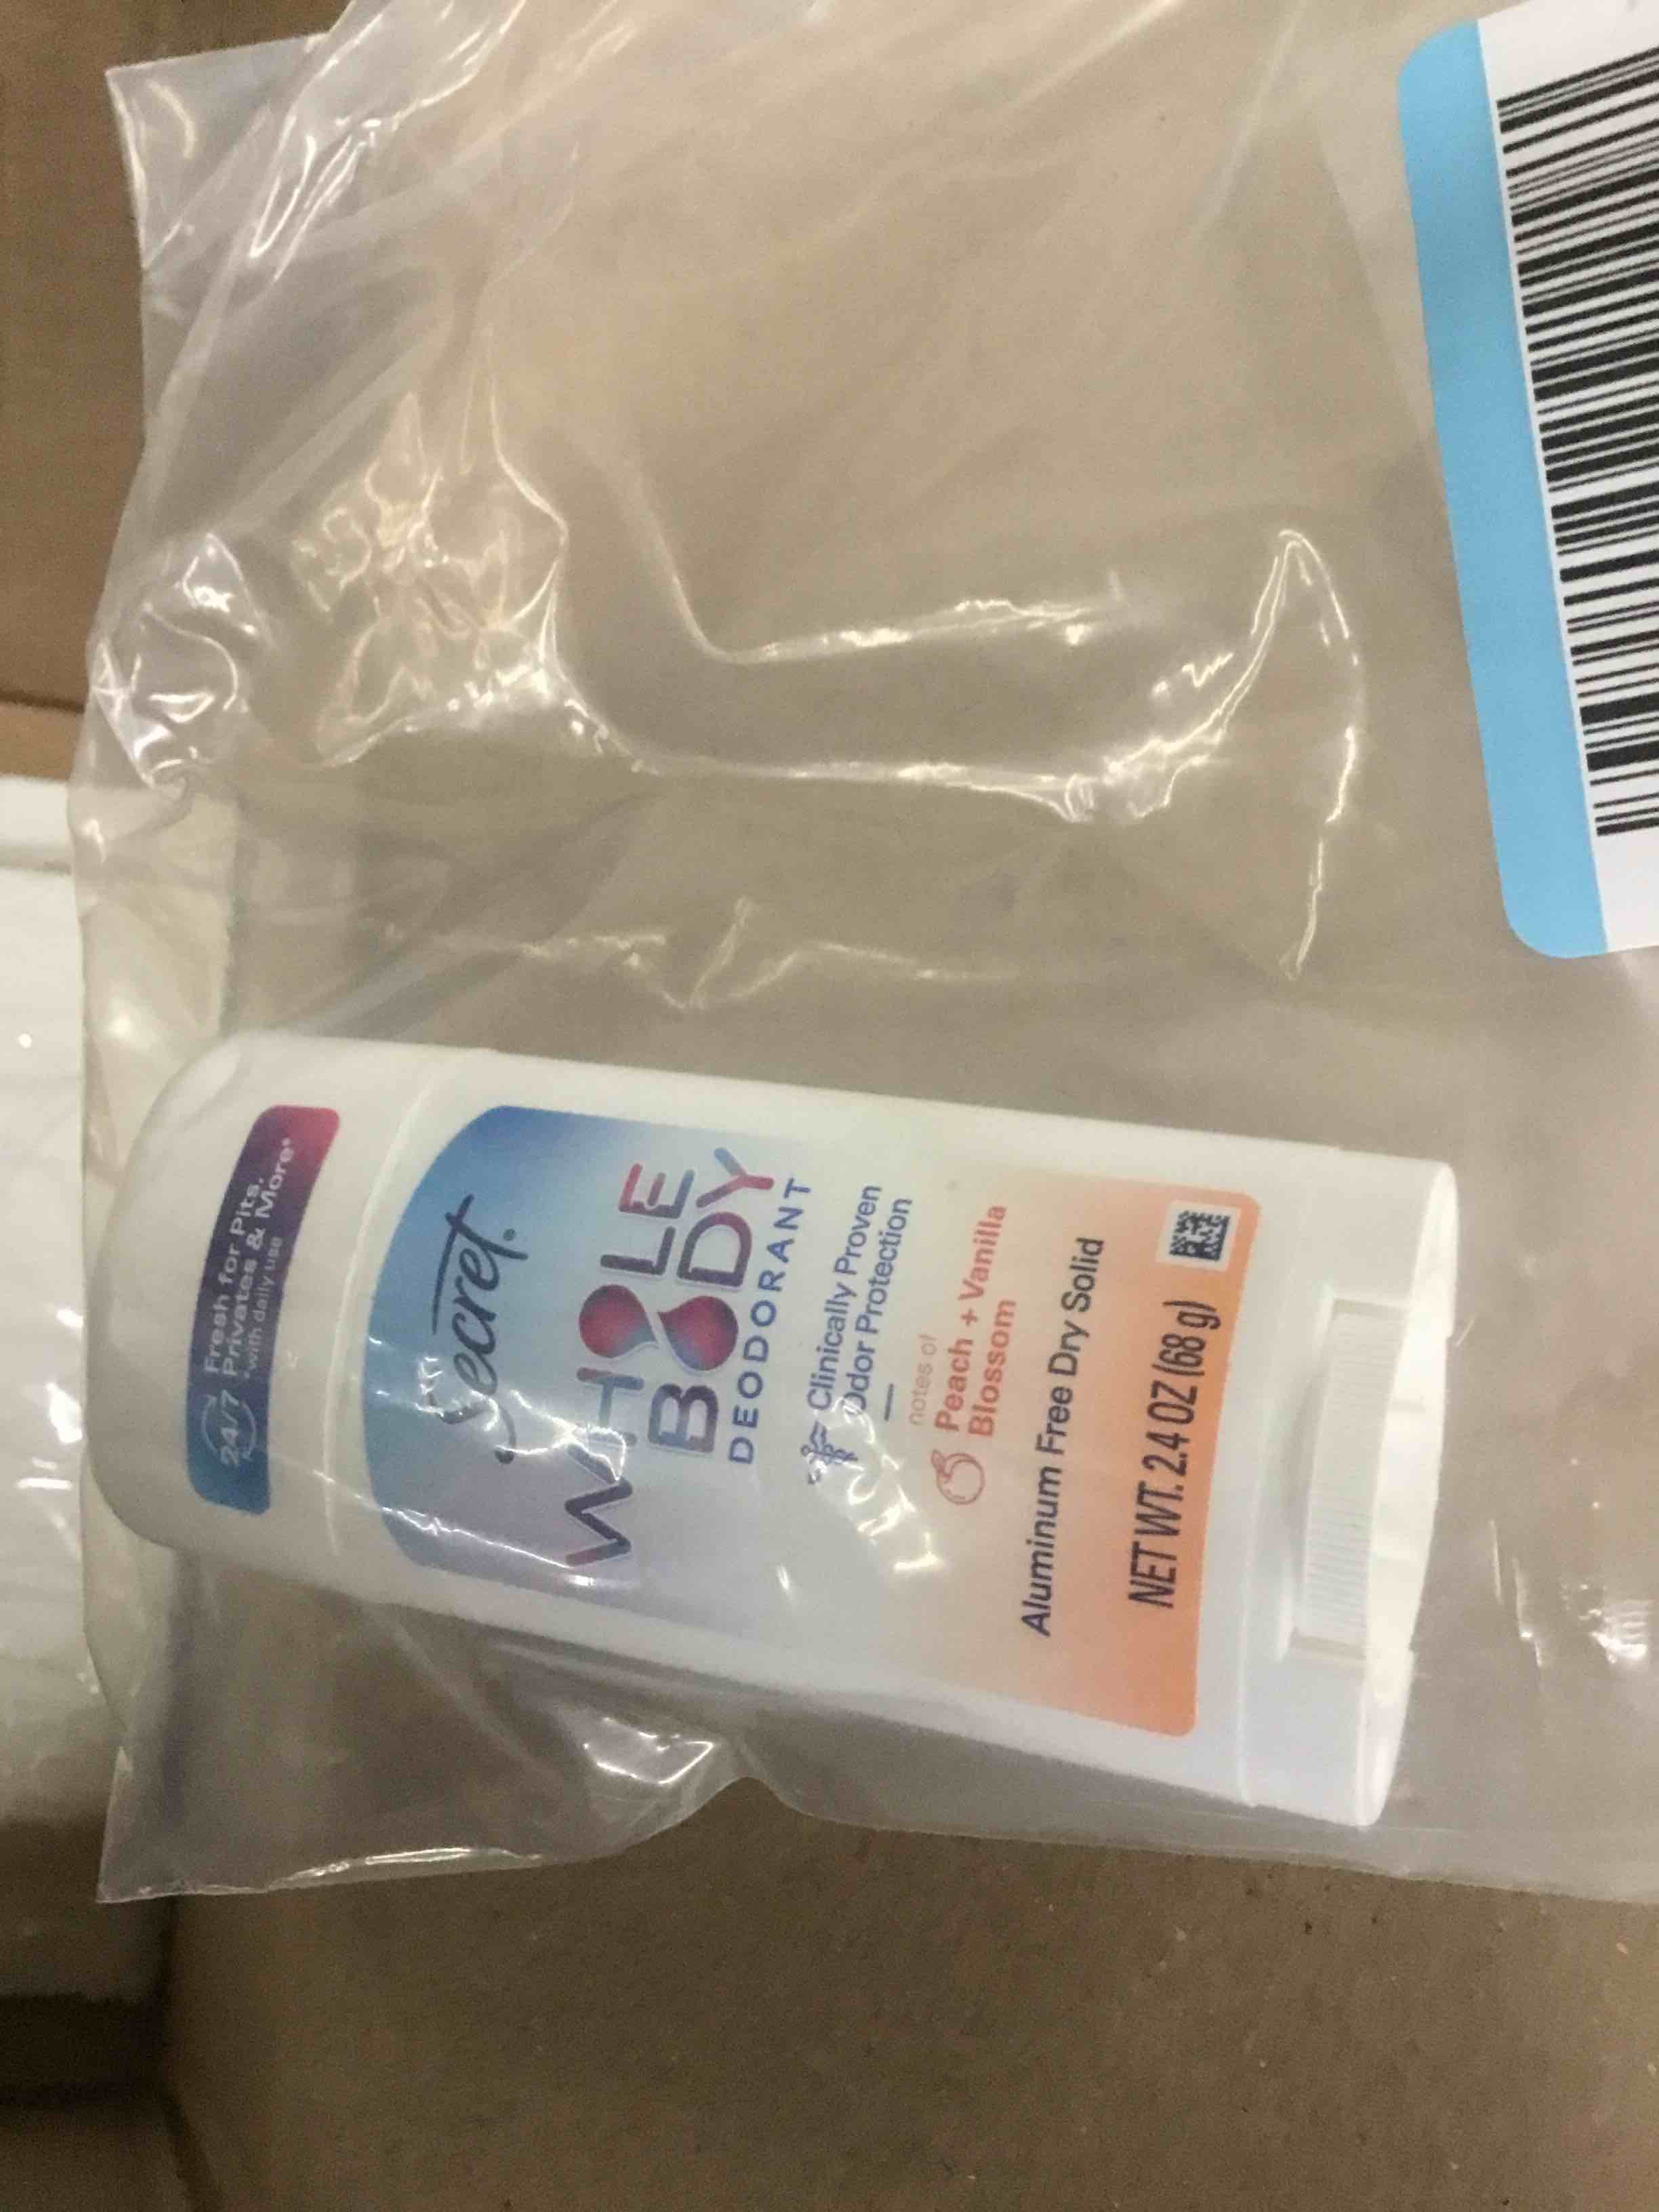 24/7
Fresh for Pits,
Privates & More*
*with daily use
Secret.
WHOLE
BODY
DEODORANT
Clinically Proven
Odor Protection
notes of
Peach + Vanilla
Blossom
Aluminum Free Dry Solid
NET WT. 2.4 OZ (68 g)